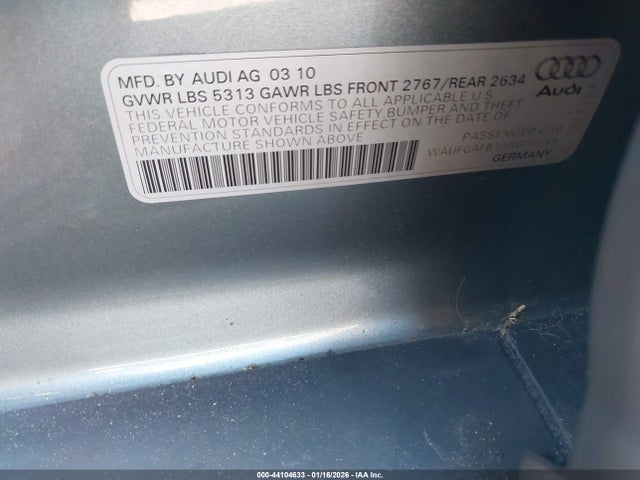 MFD. BY AUDI AG 03 10
GVWR LBS 5313 GAWR LBS FRONT 2767/REAR 2634
THIS VEHICLE CONFORMS TO ALL APPLICABLE U.S.
FEDERAL MOTOR VEHICLE SAFETY, BUMPER AND THEFT
PREVENTION STANDARDS IN EFFECT ON THE DATE OF
MANUFACTURE SHOWN ABOVE
Audi
PASSENGER CAR
GERMANY
000-44104633 - 01/16/2026 - IAA Inc.